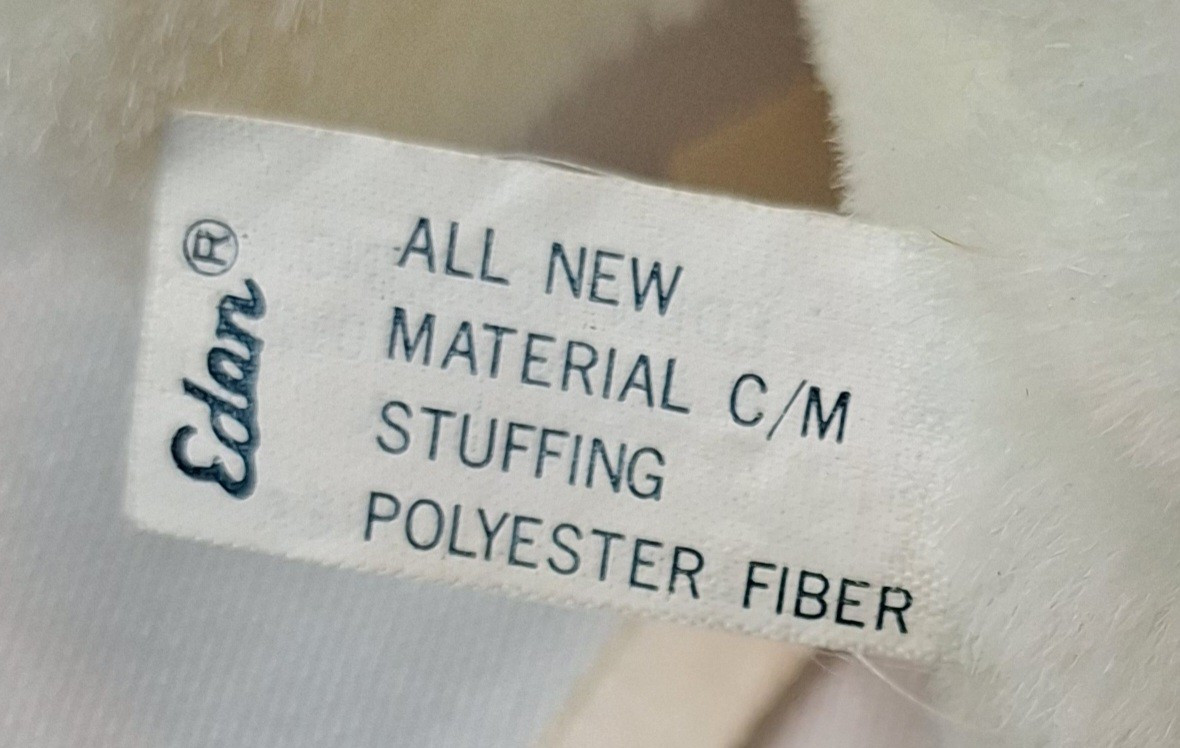 Edan®
ALL NEW
MATERIAL C/M
STUFFING
POLYESTER FIBER